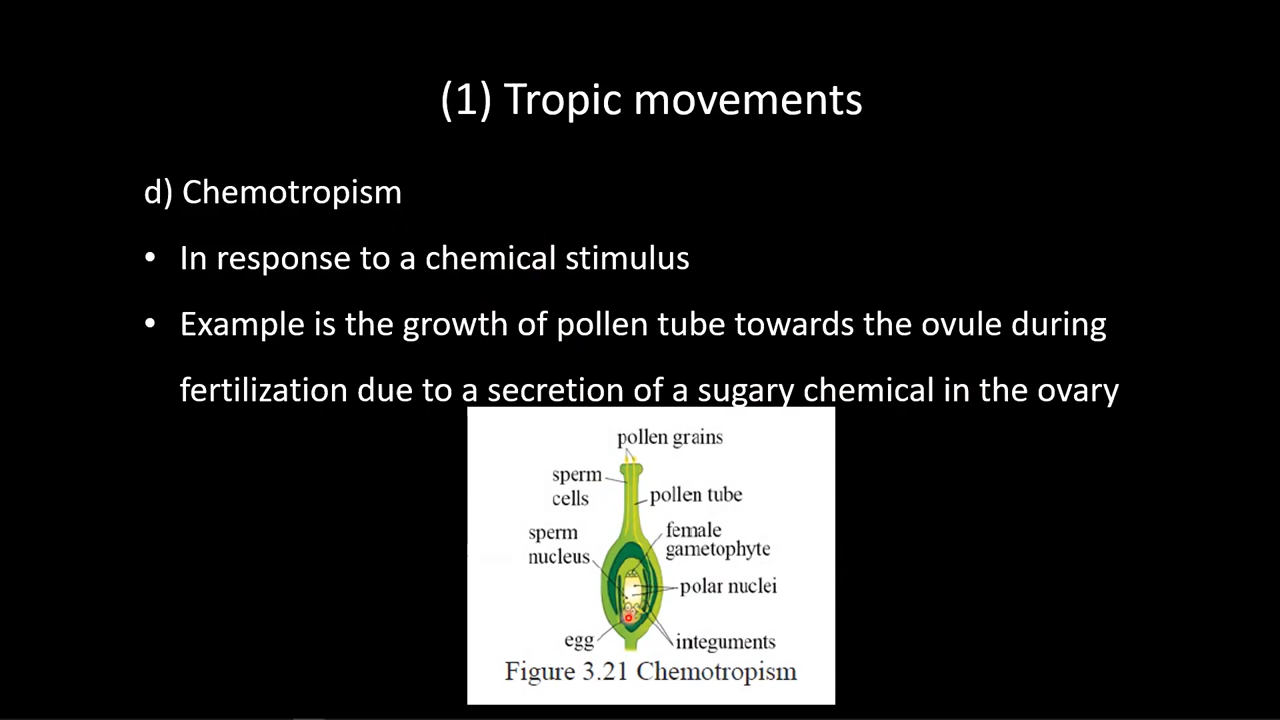 (1) Tropic movements
d) Chemotropism
• In response to a chemical stimulus
• Example is the growth of pollen tube towards the ovule during
fertilization due to a secretion of a sugary chemical in the ovary
pollen grains
sperm
cells
pollen tube
sperm
nucleus
female
gametophyte
polar nuclei
egg
integuments
Figure 3.21 Chemotropism